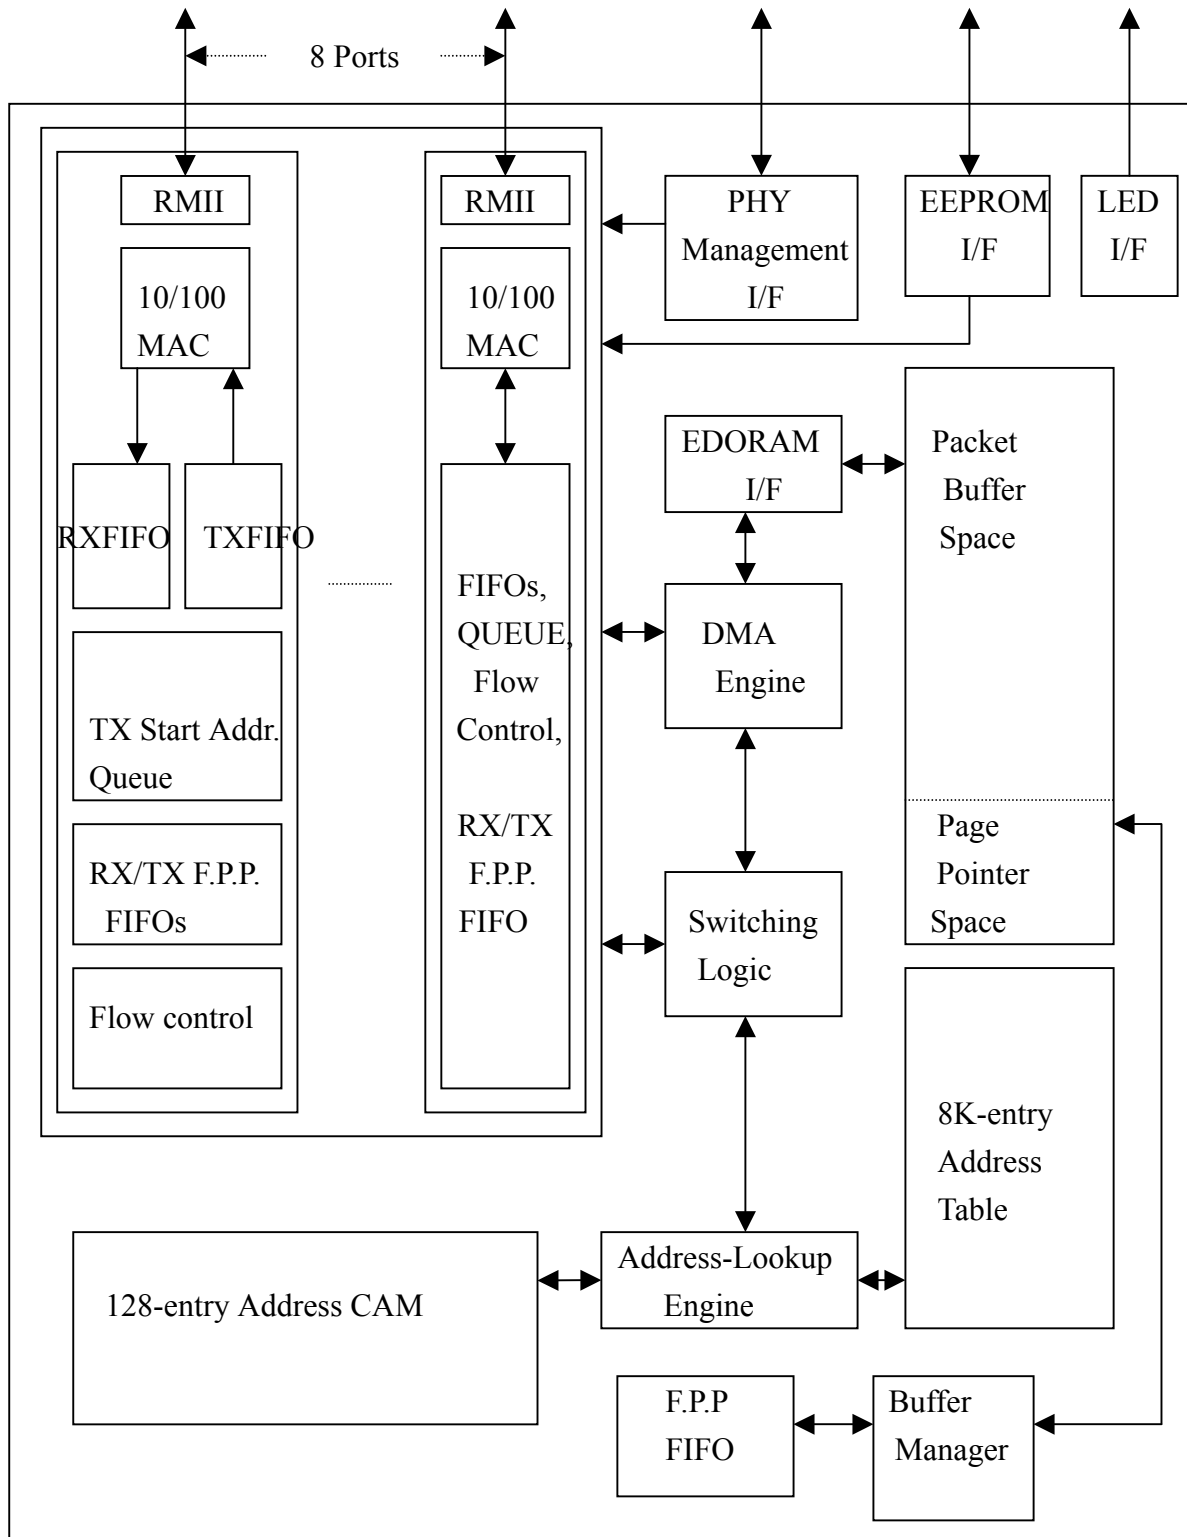 8 Ports
RMII
10/100
MAC
RXFIFO
TXFIFO
TX Start Addr.
Queue
RX/TX F.P.P.
FIFOs
Flow control
RMII
10/100
MAC
FIFOs,
QUEUE,
Flow
Control,
RX/TX
F.P.P.
FIFO
PHY
Management
I/F
EEPROM
I/F
LED
I/F
EDORAM
I/F
DMA
Engine
Switching
Logic
Packet
Buffer
Space
Page
Pointer
Space
8K-entry
Address
Table
128-entry Address CAM
Address-Lookup
Engine
F.P.P
FIFO
Buffer
Manager